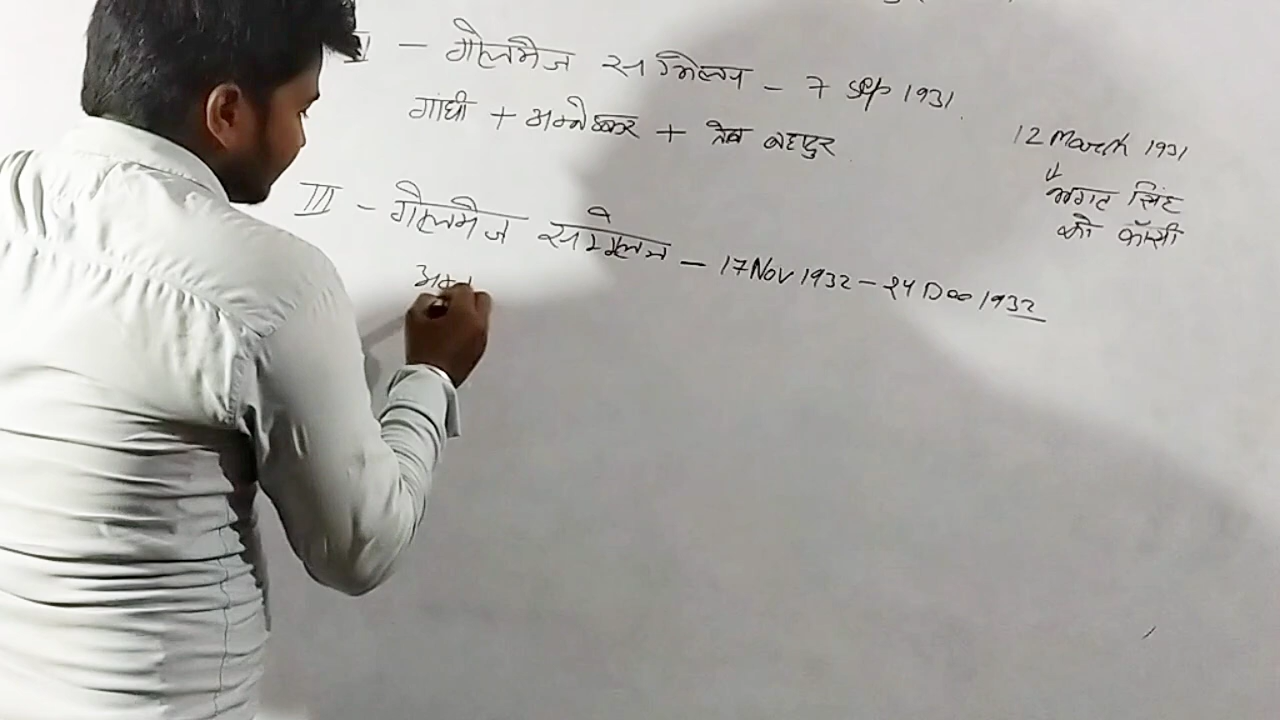 II - गोलमेज सम्मिलन - 7 Sep 1931
गांधी + अम्बेडकर + तेज बहादुर
12 March 1931
भगत सिंह
को फाँसी
III - गोलमेज सम्मेलन - 17 Nov 1932 - 24 Dec 1932
अम्ब